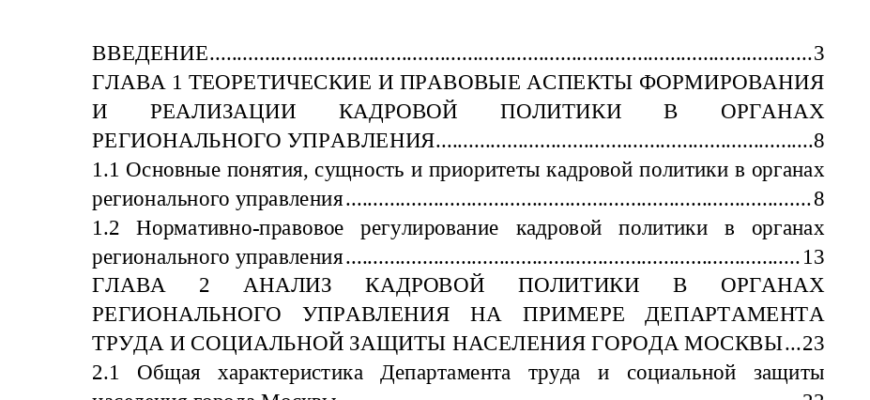 ВВЕДЕНИЕ...............................................................................................................3
ГЛАВА 1 ТЕОРЕТИЧЕСКИЕ И ПРАВОВЫЕ АСПЕКТЫ ФОРМИРОВАНИЯ
И РЕАЛИЗАЦИИ КАДРОВОЙ ПОЛИТИКИ В ОРГАНАХ
РЕГИОНАЛЬНОГО УПРАВЛЕНИЯ.....................................................................8
1.1 Основные понятия, сущность и приоритеты кадровой политики в органах
регионального управления.....................................................................................8
1.2 Нормативно-правовое регулирование кадровой политики в органах
регионального управления...................................................................................13
ГЛАВА 2 АНАЛИЗ КАДРОВОЙ ПОЛИТИКИ В ОРГАНАХ
РЕГИОНАЛЬНОГО УПРАВЛЕНИЯ НА ПРИМЕРЕ ДЕПАРТАМЕНТА
ТРУДА И СОЦИАЛЬНОЙ ЗАЩИТЫ НАСЕЛЕНИЯ ГОРОДА МОСКВЫ...23
2.1 Общая характеристика Департамента труда и социальной защиты
населения города Москвы